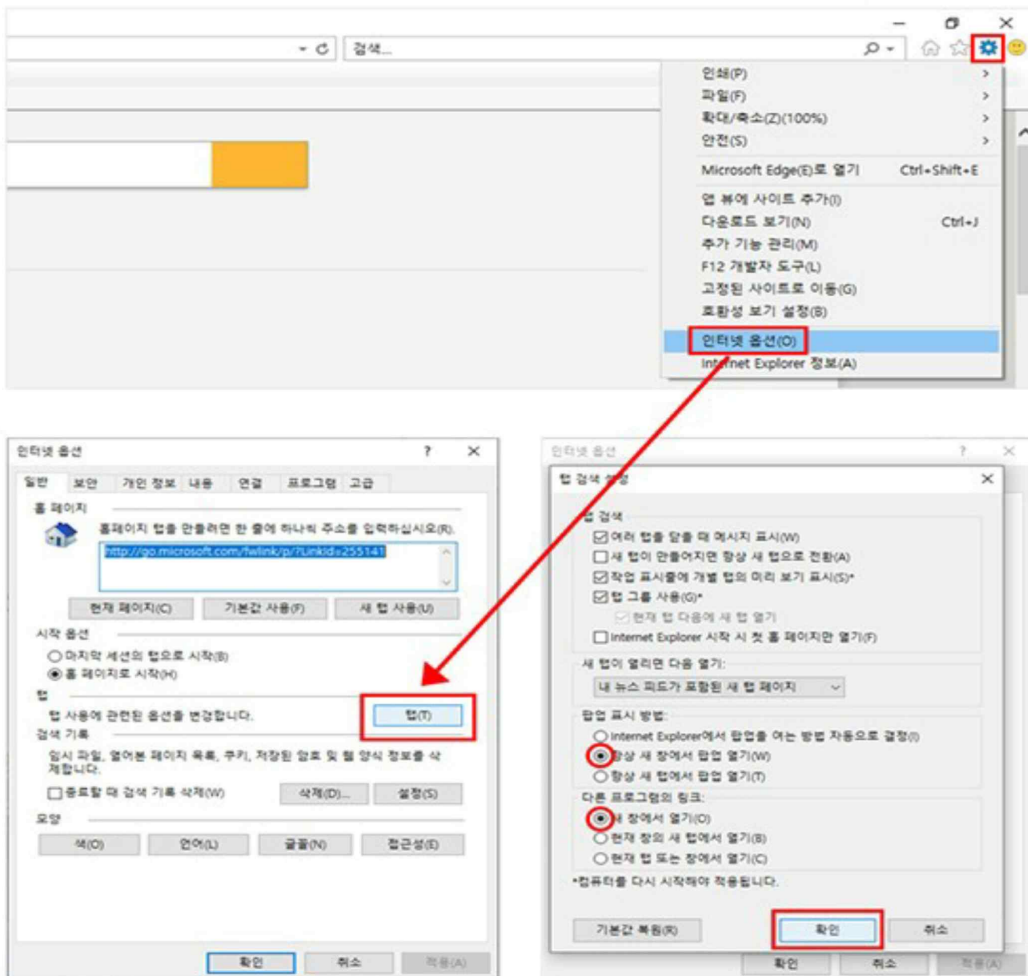 검색...
인쇄(P)
파일(F)
확대/축소(Z)(100%)
안전(S)
Microsoft Edge(E)로 열기 Ctrl+Shift+E
앱 뷰에 사이트 추가(I)
다운로드 보기(N) Ctrl+J
추가 기능 관리(M)
F12 개발자 도구(L)
고정된 사이트로 이동(G)
호환성 보기 설정(B)
인터넷 옵션(O)
Internet Explorer 정보(A)
인터넷 옵션
일반 보안 개인 정보 내용 연결 프로그램 고급
홈 페이지
홈페이지 탭을 만들려면 한 줄에 하나씩 주소를 입력하십시오(R).
http://go.microsoft.com/fwlink/p/?LinkId=255141
현재 페이지(C) 기본값 사용(F) 새 탭 사용(U)
시작 옵션
마지막 세션의 탭으로 시작(B)
홈 페이지로 시작(H)
탭
탭 사용에 관련된 옵션을 변경합니다. 탭(T)
검색 기록
임시 파일, 열어본 페이지 목록, 쿠키, 저장된 암호 및 웹 양식 정보를 삭
제합니다.
종료할 때 검색 기록 삭제(W) 삭제(D)... 설정(S)
모양
색(O) 언어(L) 글꼴(N) 접근성(E)
확인 취소 적용(A)
인터넷 옵션
탭 검색 설정
탭 검색
여러 탭을 닫을 때 메시지 표시(W)
새 탭이 만들어지면 항상 새 탭으로 전환(A)
작업 표시줄에 개별 탭의 미리 보기 표시(S)*
탭 그룹 사용(G)*
현재 탭 다음에 새 탭 열기
Internet Explorer 시작 시 첫 홈 페이지만 열기(F)
새 탭이 열리면 다음 열기:
내 뉴스 피드가 포함된 새 탭 페이지
팝업 표시 방법:
Internet Explorer에서 팝업을 여는 방법 자동으로 결정(I)
항상 새 창에서 팝업 열기(W)
항상 새 탭에서 팝업 열기(T)
다른 프로그램의 링크:
새 창에서 열기(O)
현재 창의 새 탭에서 열기(B)
현재 탭 또는 창에서 열기(C)
*컴퓨터를 다시 시작해야 적용됩니다.
기본값 복원(R) 확인 취소
확인 취소 적용(A)